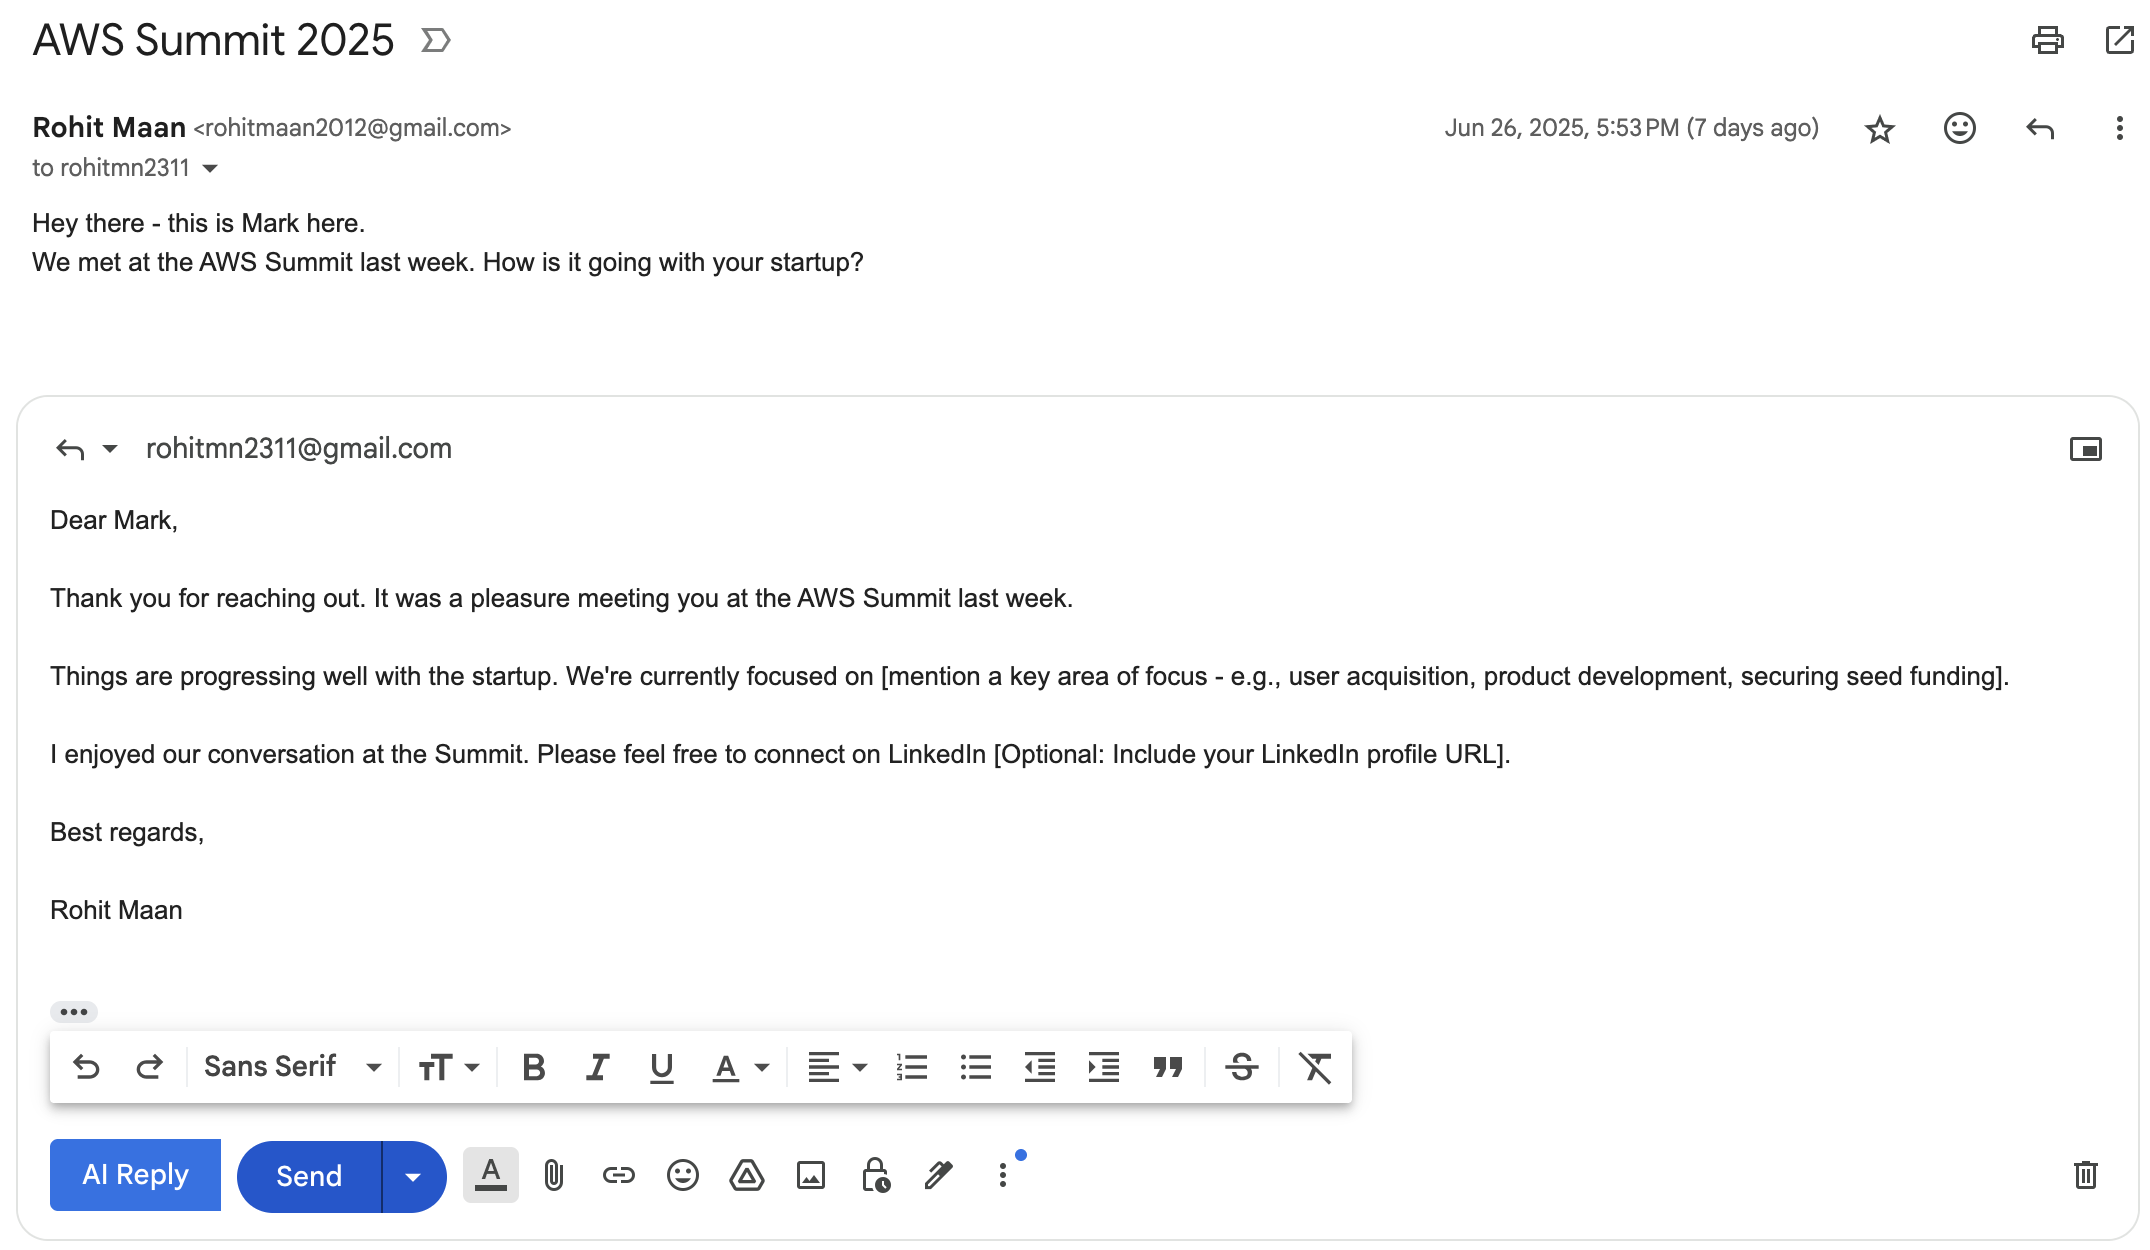 AWS Summit 2025
Rohit Maan <rohitmaan2012@gmail.com>
Jun 26, 2025, 5:53 PM (7 days ago)
to rohitmn2311
Hey there - this is Mark here.
We met at the AWS Summit last week. How is it going with your startup?
rohitmn2311@gmail.com
Dear Mark,
Thank you for reaching out. It was a pleasure meeting you at the AWS Summit last week.
Things are progressing well with the startup. We're currently focused on [mention a key area of focus - e.g., user acquisition, product development, securing seed funding].
I enjoyed our conversation at the Summit. Please feel free to connect on LinkedIn [Optional: Include your LinkedIn profile URL].
Best regards,
Rohit Maan
Sans Serif
AI Reply
Send